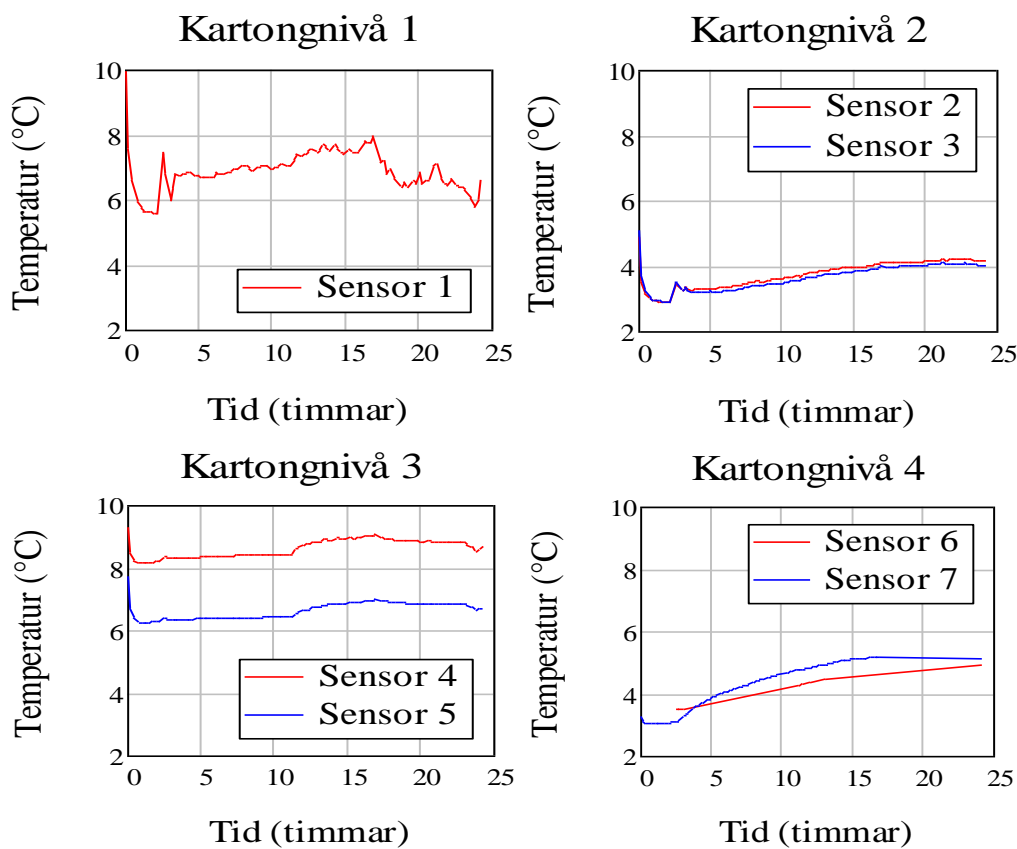 Kartongnivå 1
Temperatur (°C)
10
8
6
4
2
Sensor 1
0 5 10 15 20 25
Tid (timmar)
Kartongnivå 2
Temperatur (°C)
10
8
6
4
2
Sensor 2
Sensor 3
0 5 10 15 20 25
Tid (timmar)
Kartongnivå 3
Temperatur (°C)
10
8
6
4
2
Sensor 4
Sensor 5
0 5 10 15 20 25
Tid (timmar)
Kartongnivå 4
Temperatur (°C)
10
8
6
4
2
Sensor 6
Sensor 7
0 5 10 15 20 25
Tid (timmar)